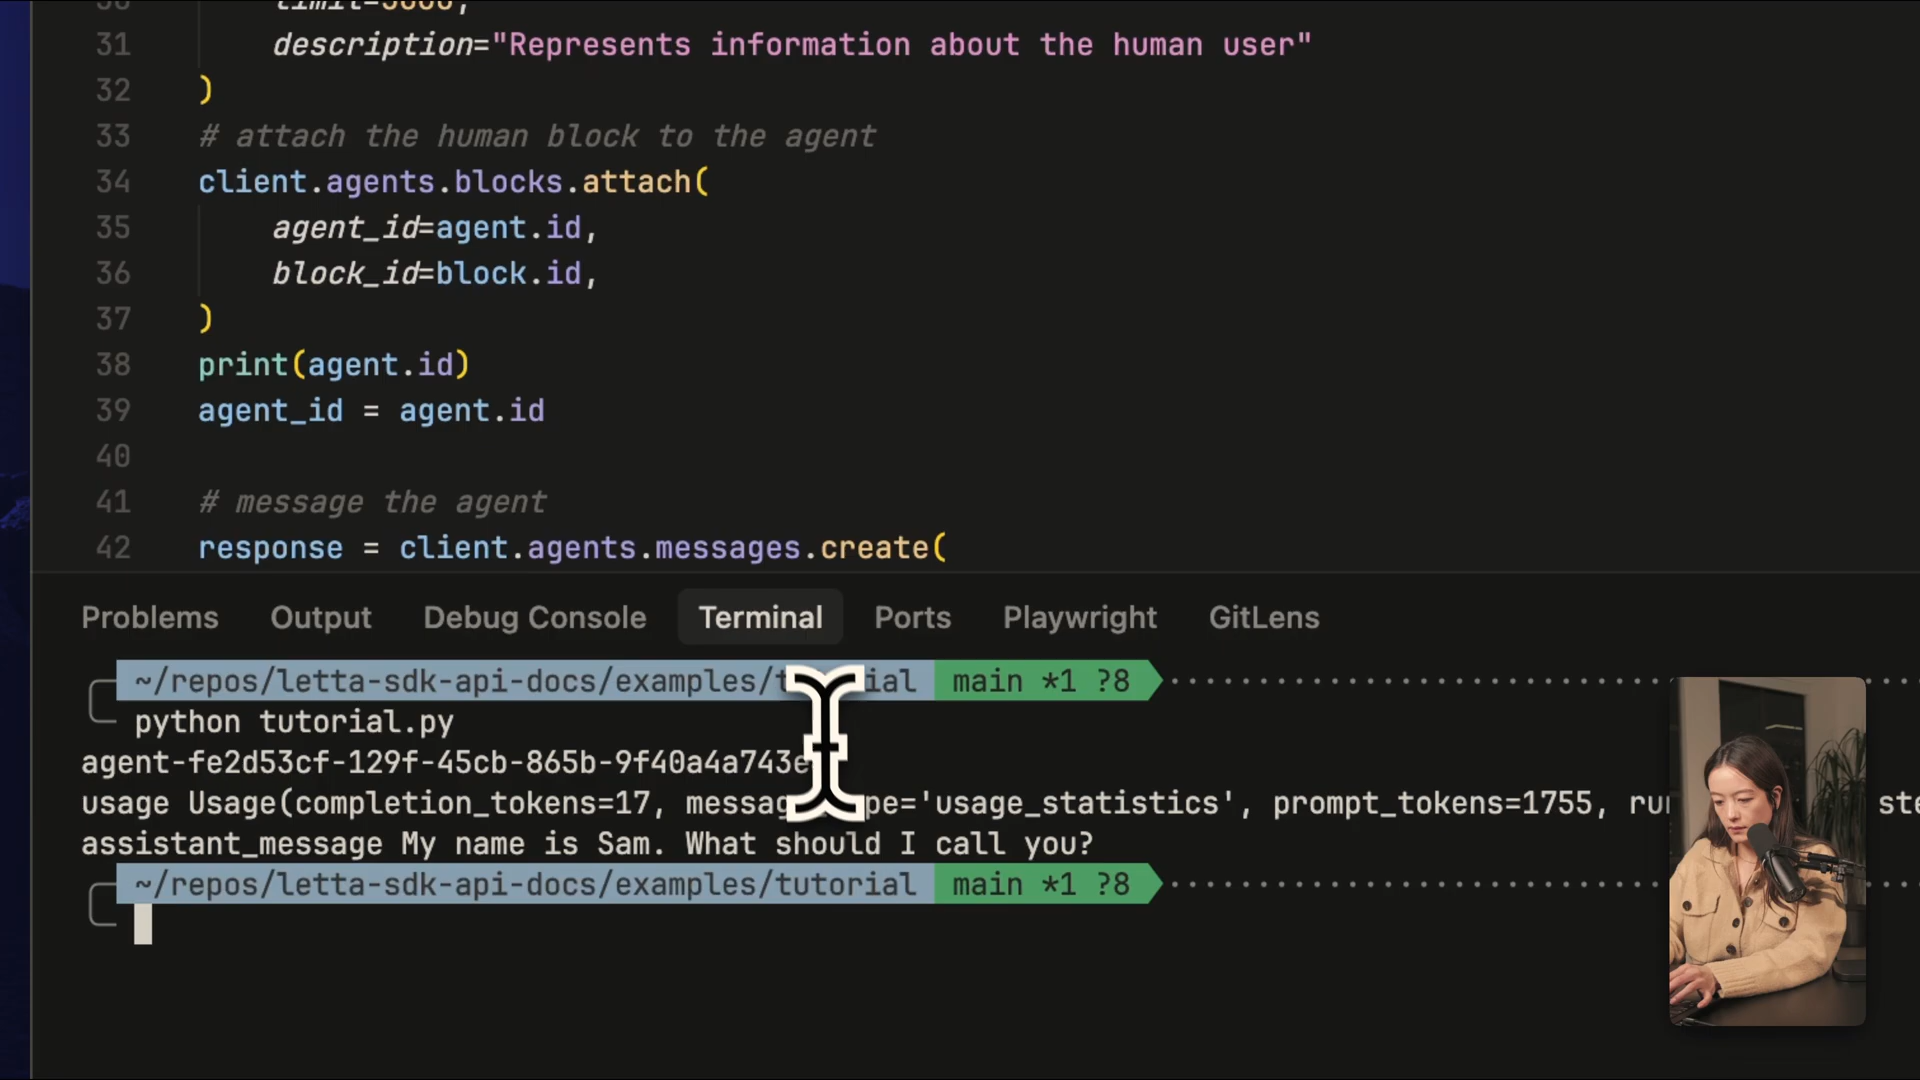 30 limit=5000,
31 description="Represents information about the human user"
32 )
33 # attach the human block to the agent
34 client.agents.blocks.attach(
35 agent_id=agent.id,
36 block_id=block.id,
37 )
38 print(agent.id)
39 agent_id = agent.id
40
41 # message the agent
42 response = client.agents.messages.create(
Problems Output Debug Console Terminal Ports Playwright GitLens
~/repos/letta-sdk-api-docs/examples/tutorial main *1 ?8
python tutorial.py
agent-fe2d53cf-129f-45cb-865b-9f40a4a743e
usage Usage(completion_tokens=17, message_type='usage_statistics', prompt_tokens=1755,
assistant_message My name is Sam. What should I call you?
~/repos/letta-sdk-api-docs/examples/tutorial main *1 ?8